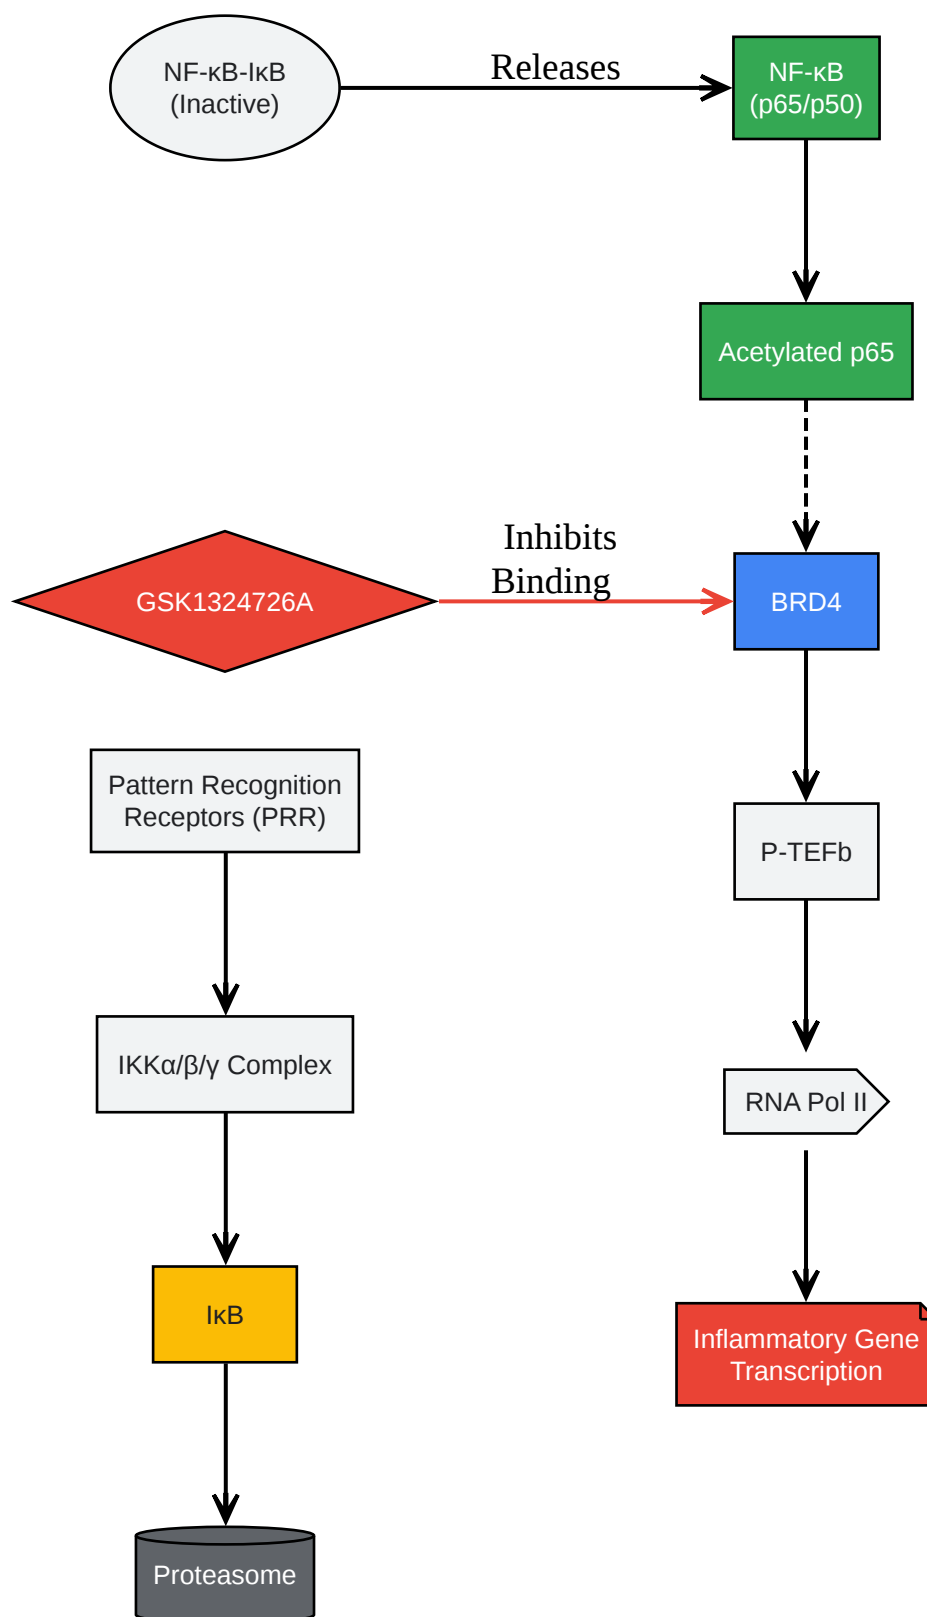 NF-κB-IκB
(Inactive)
Releases
NF-κB
(p65/p50)
Acetylated p65
GSK1324726A
Inhibits
Binding
BRD4
Pattern Recognition
Receptors (PRR)
P-TEFb
IKKα/β/γ Complex
RNA Pol II
IκB
Inflammatory Gene
Transcription
Proteasome